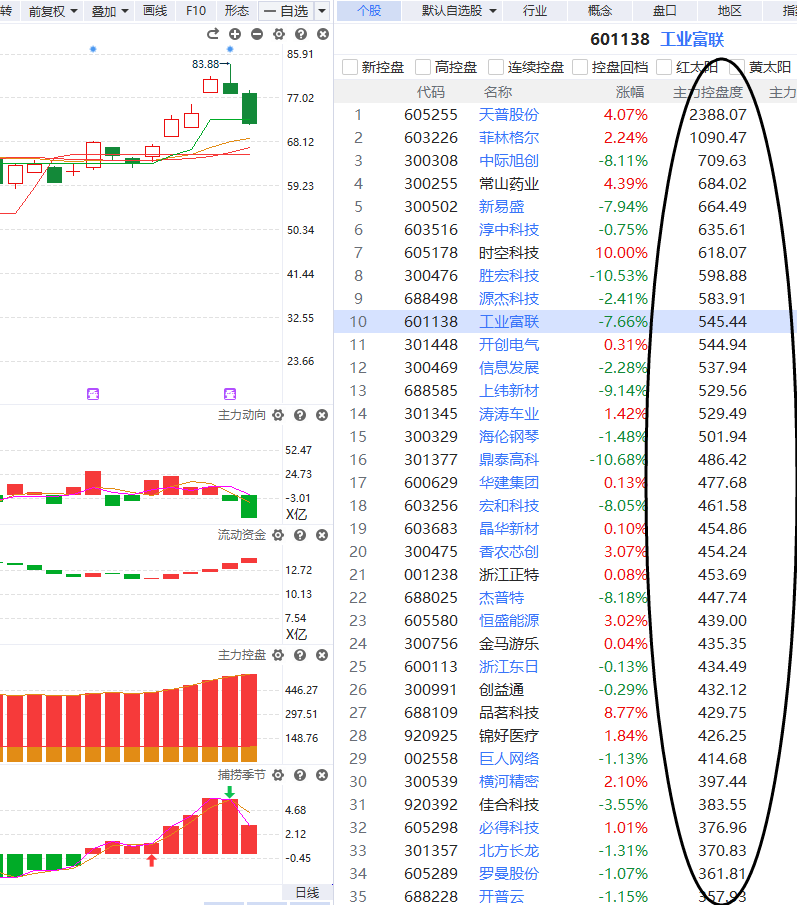 转 前复权 叠加 画线 F10 形态 一 自选
个股 默认自选股 行业 概念 盘口 地区
601138 工业富联
新控盘 高控盘 连续控盘 控盘回档 红太阳 黄太阳
代码 名称 涨幅 主力控盘度 主力
1 605255 天普股份 4.07% 2388.07
2 603226 菲林格尔 2.24% 1090.47
3 300308 中际旭创 -8.11% 709.63
4 300255 常山药业 4.39% 684.02
5 300502 新易盛 -7.94% 664.49
6 603516 淳中科技 -0.75% 635.61
7 605178 时空科技 10.00% 618.07
8 300476 胜宏科技 -10.53% 598.88
9 688498 源杰科技 -2.41% 583.91
10 601138 工业富联 -7.66% 545.44
11 301448 开创电气 0.31% 544.94
12 300469 信息发展 -2.28% 537.94
13 688585 上纬新材 -9.14% 529.56
14 301345 涛涛车业 1.42% 529.49
15 300329 海伦钢琴 -1.48% 501.94
16 301377 鼎泰高科 -10.68% 486.42
17 600629 华建集团 0.13% 477.68
18 603256 宏和科技 -8.05% 461.58
19 603683 晶华新材 0.10% 454.86
20 300475 香农芯创 3.07% 454.24
21 001238 浙江正特 0.08% 453.69
22 688025 杰普特 -8.18% 447.74
23 605580 恒盛能源 3.02% 439.00
24 300756 金马游乐 0.04% 435.35
25 600113 浙江东日 -0.13% 434.49
26 300991 创益通 -0.29% 432.12
27 688109 品茗科技 8.77% 429.75
28 920925 锦好医疗 1.84% 426.25
29 002558 巨人网络 -1.13% 414.68
30 300539 横河精密 2.10% 397.44
31 920392 佳合科技 -3.55% 383.55
32 605298 必得科技 1.01% 376.96
33 301357 北方长龙 -1.31% 370.83
34 605289 罗曼股份 -1.07% 361.81
35 688228 开普云 -1.15% 357.93
83.88
85.91
77.02
68.12
59.23
50.34
41.44
32.55
23.66
主力动向
52.47
24.73
-3.01
X亿
流动资金
12.72
10.13
7.54
X亿
主力控盘
446.27
297.51
148.76
捕捞季节
4.68
2.12
-0.45
日线